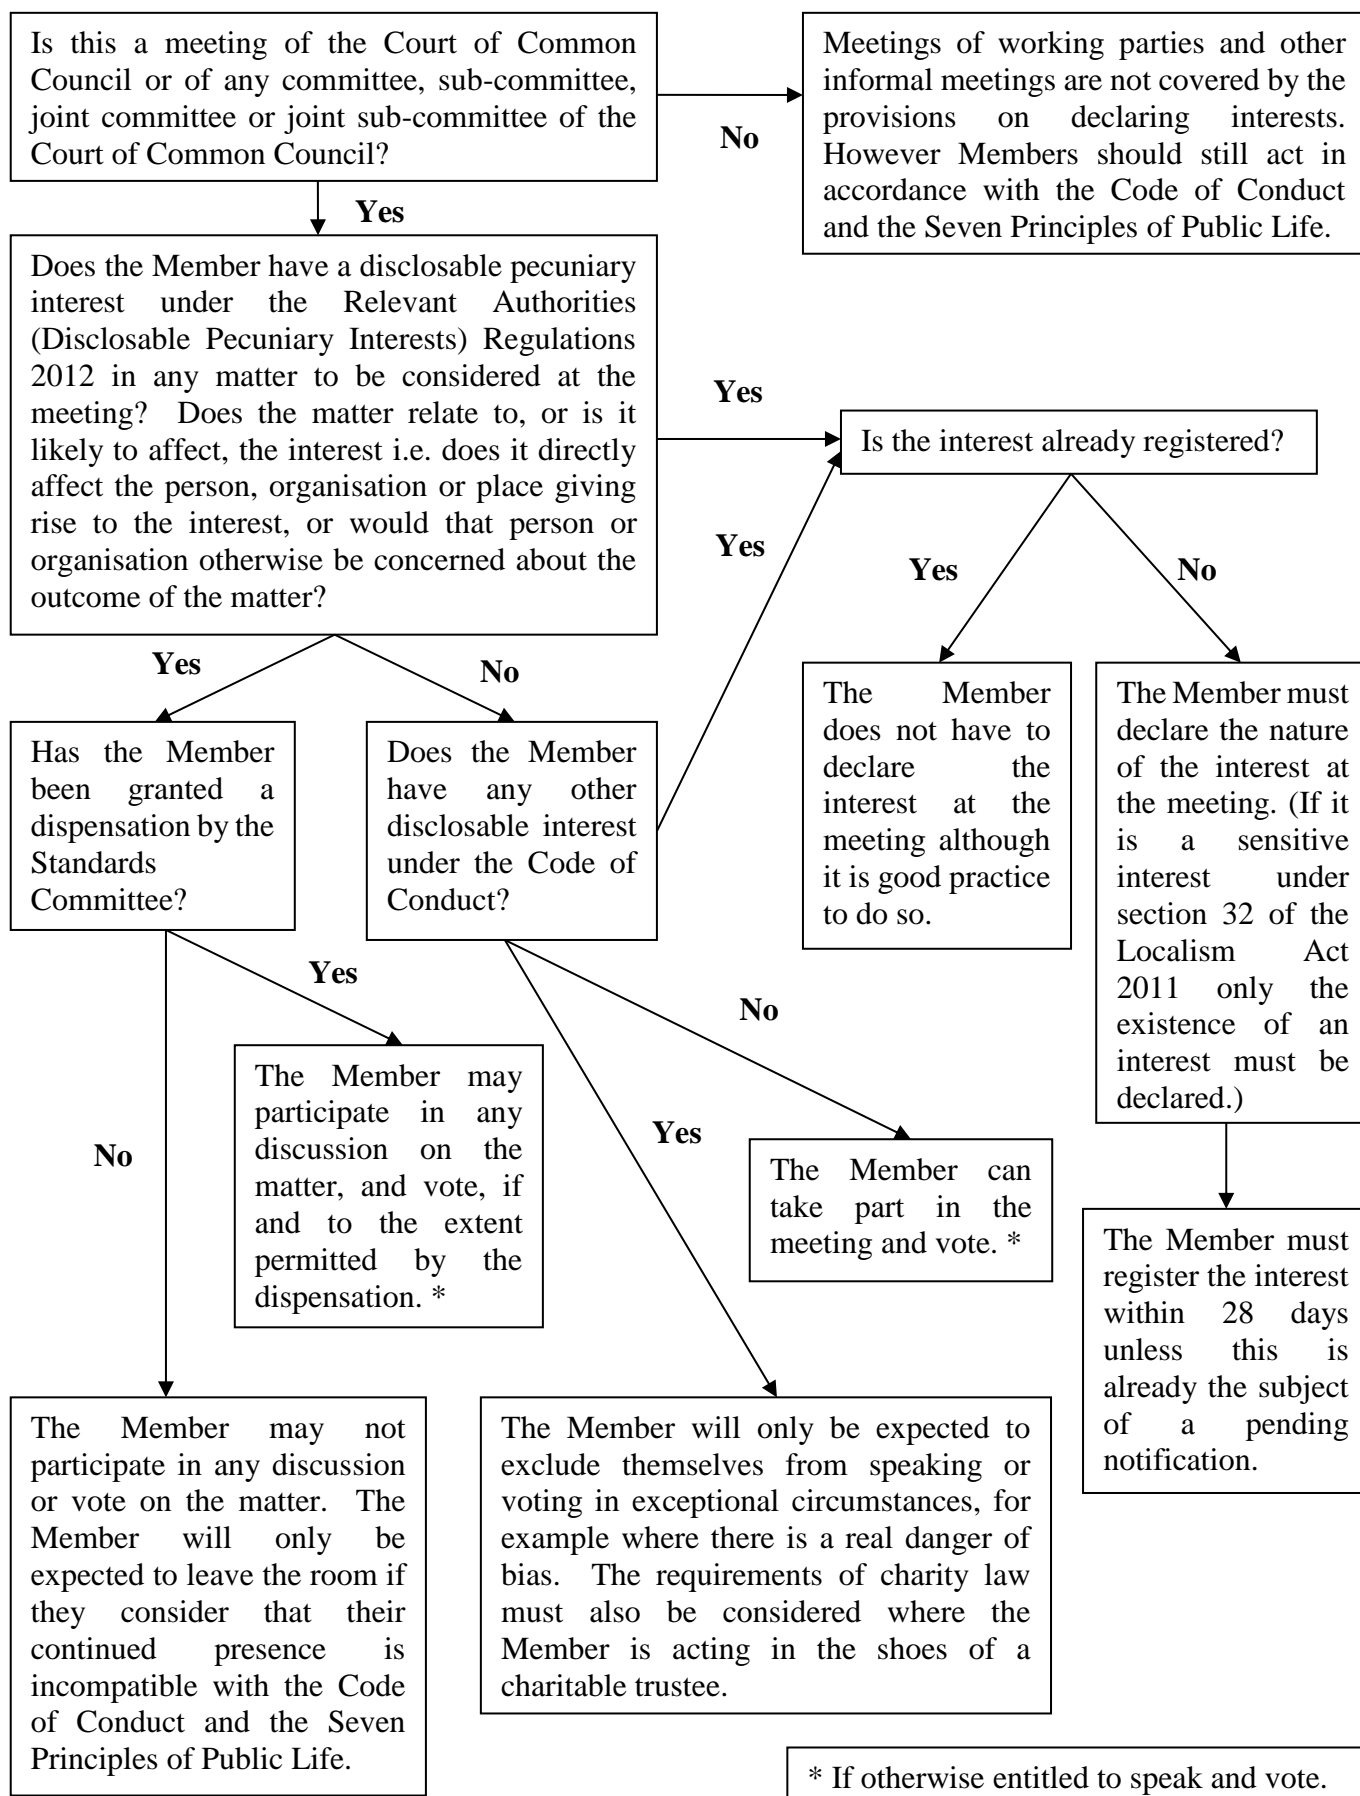 Is this a meeting of the Court of Common
Council or of any committee, sub-committee,
joint committee or joint sub-committee of the
Court of Common Council?
No
Meetings of working parties and other
informal meetings are not covered by the
provisions on declaring interests.
However Members should still act in
accordance with the Code of Conduct
and the Seven Principles of Public Life.
Yes
Does the Member have a disclosable pecuniary
interest under the Relevant Authorities
(Disclosable Pecuniary Interests) Regulations
2012 in any matter to be considered at the
meeting? Does the matter relate to, or is it
likely to affect, the interest i.e. does it directly
affect the person, organisation or place giving
rise to the interest, or would that person or
organisation otherwise be concerned about the
outcome of the matter?
Yes
Is the interest already registered?
Yes
Yes
No
Yes
No
Has the Member
been granted a
dispensation by the
Standards
Committee?
Does the Member
have any other
disclosable interest
under the Code of
Conduct?
The Member
does not have to
declare the
interest at the
meeting although
it is good practice
to do so.
The Member must
declare the nature
of the interest at
the meeting. (If it
is a sensitive
interest under
section 32 of the
Localism Act
2011 only the
existence of an
interest must be
declared.)
Yes
No
The Member may
participate in any
discussion on the
matter, and vote, if
and to the extent
permitted by the
dispensation. *
No
Yes
The Member can
take part in the
meeting and vote. *
The Member must
register the interest
within 28 days
unless this is
already the subject
of a pending
notification.
The Member may not
participate in any discussion
or vote on the matter. The
Member will only be
expected to leave the room if
they consider that their
continued presence is
incompatible with the Code
of Conduct and the Seven
Principles of Public Life.
The Member will only be expected to
exclude themselves from speaking or
voting in exceptional circumstances, for
example where there is a real danger of
bias. The requirements of charity law
must also be considered where the
Member is acting in the shoes of a
charitable trustee.
* If otherwise entitled to speak and vote.